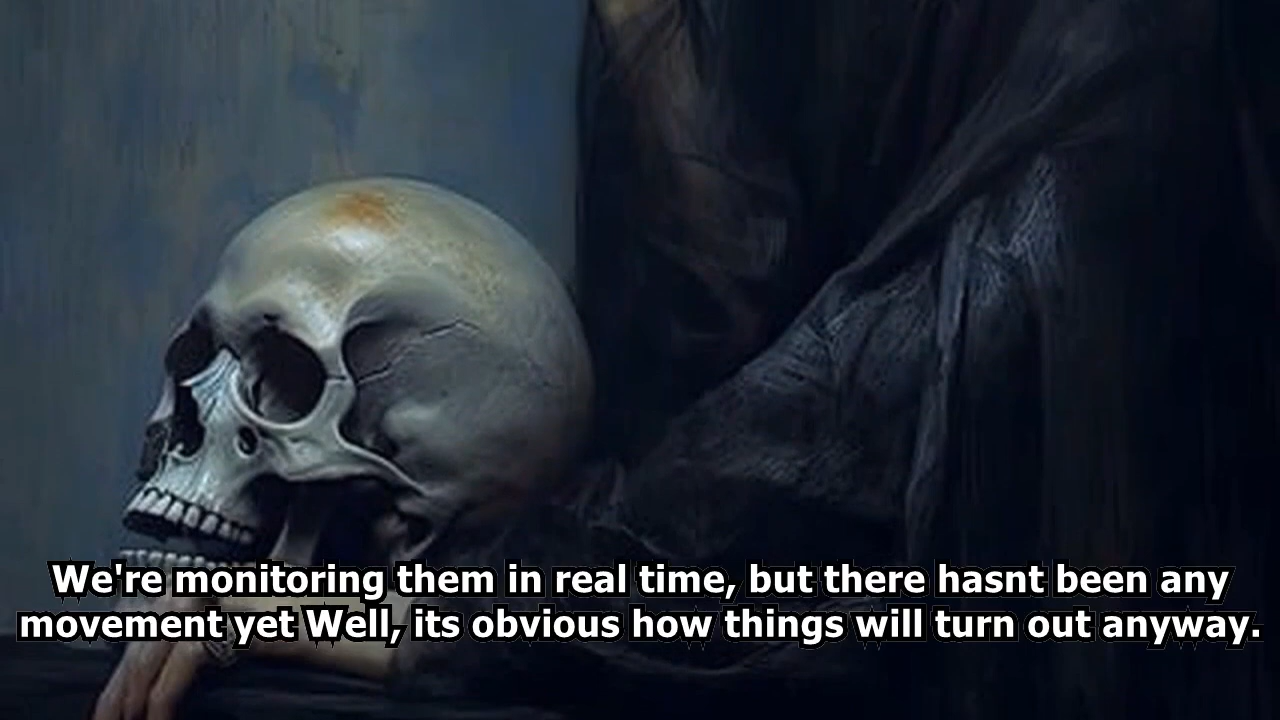 We're monitoring them in real time, but there hasnt been any
movement yet Well, its obvious how things will turn out anyway.